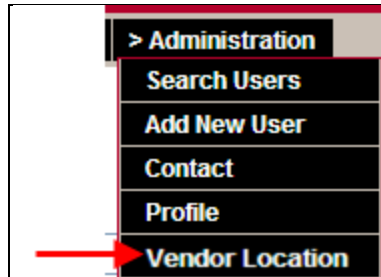 > Administration
Search Users
Add New User
Contact
Profile
Vendor Location